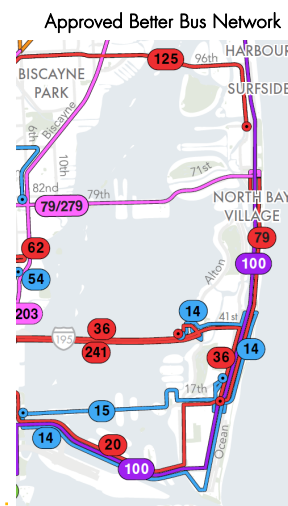 Approved Better Bus Network
HARBOUR
125
96th
BISCAYNE
PARK
SURFSIDE
Biscayne
6th
10th
71st
82nd
79th
79/279
NORTH BAY
VILLAGE
79
62
100
54
Alton
203
14
41st
36
195
241
36
14
17th
15
14
20
Ocean
100